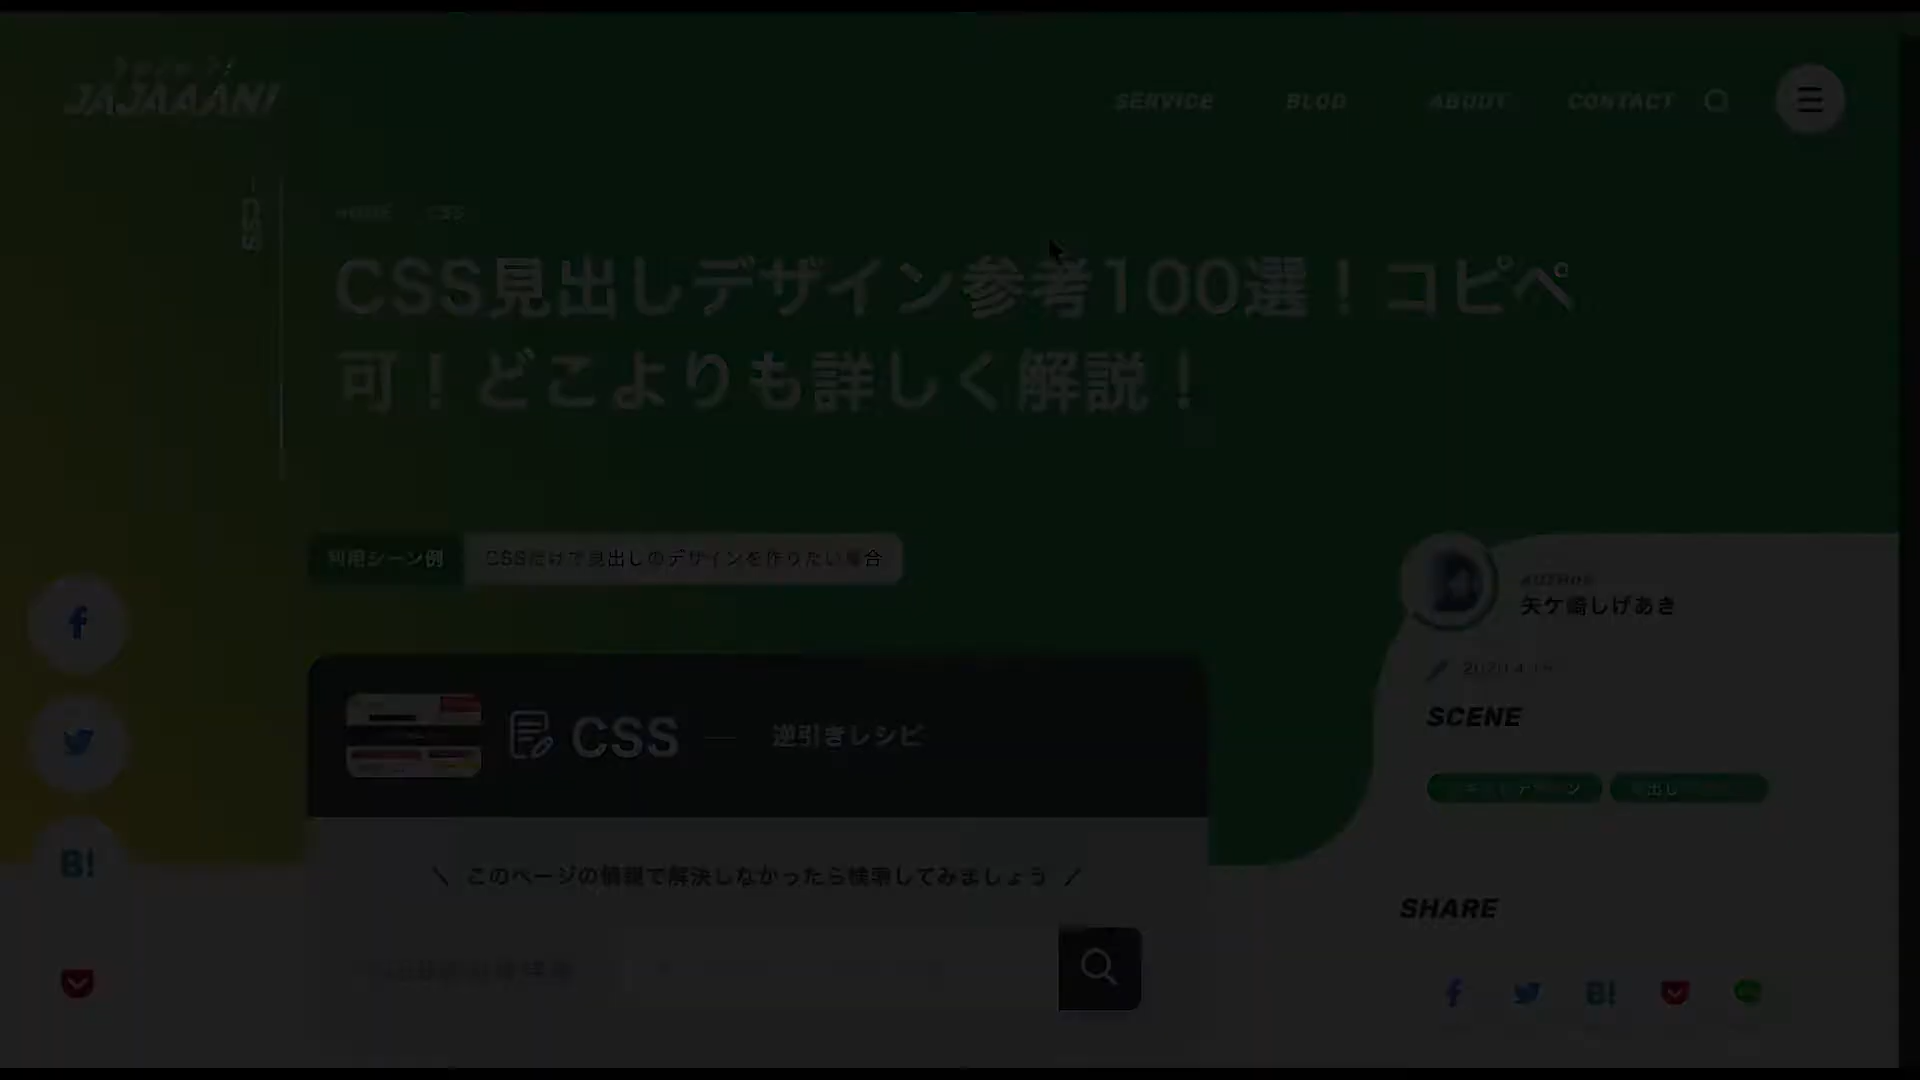 JAJAAAN!
SERVICE BLOG ABOUT CONTACT
CSS
HOME CSS
CSS見出しデザイン参考100選！コピペ
可！どこよりも詳しく解説！
利用シーン例 CSSだけで見出しのデザインを作りたい場合
AUTHOR
矢ケ崎しげあき
SCENE
CSS 逆引きレシピ
\ このページの情報で解決しなかったら検索してみましょう /
SHARE
B!
B!